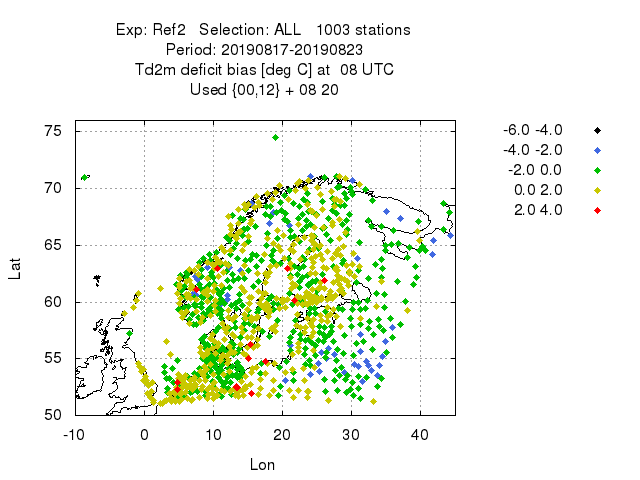 Exp: Ref2 Selection: ALL 1003 stations
Period: 20190817-20190823
Td2m deficit bias [deg C] at 08 UTC
Used {00,12} + 08 20
75
70
65
60
55
50
Lat
-10 0 10 20 30 40
Lon
-6.0 -4.0
-4.0 -2.0
-2.0 0.0
0.0 2.0
2.0 4.0